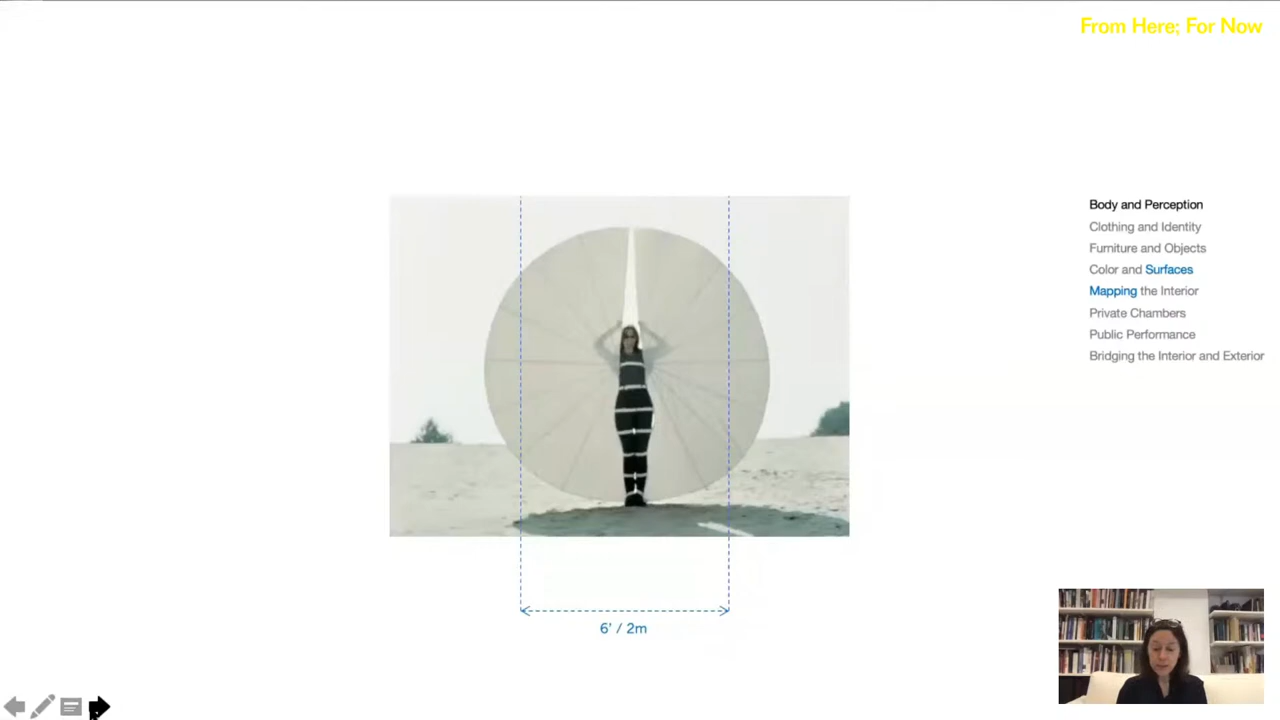 From Here; For Now
Body and Perception
Clothing and Identity
Furniture and Objects
Color and Surfaces
Mapping the Interior
Private Chambers
Public Performance
Bridging the Interior and Exterior
6' / 2m